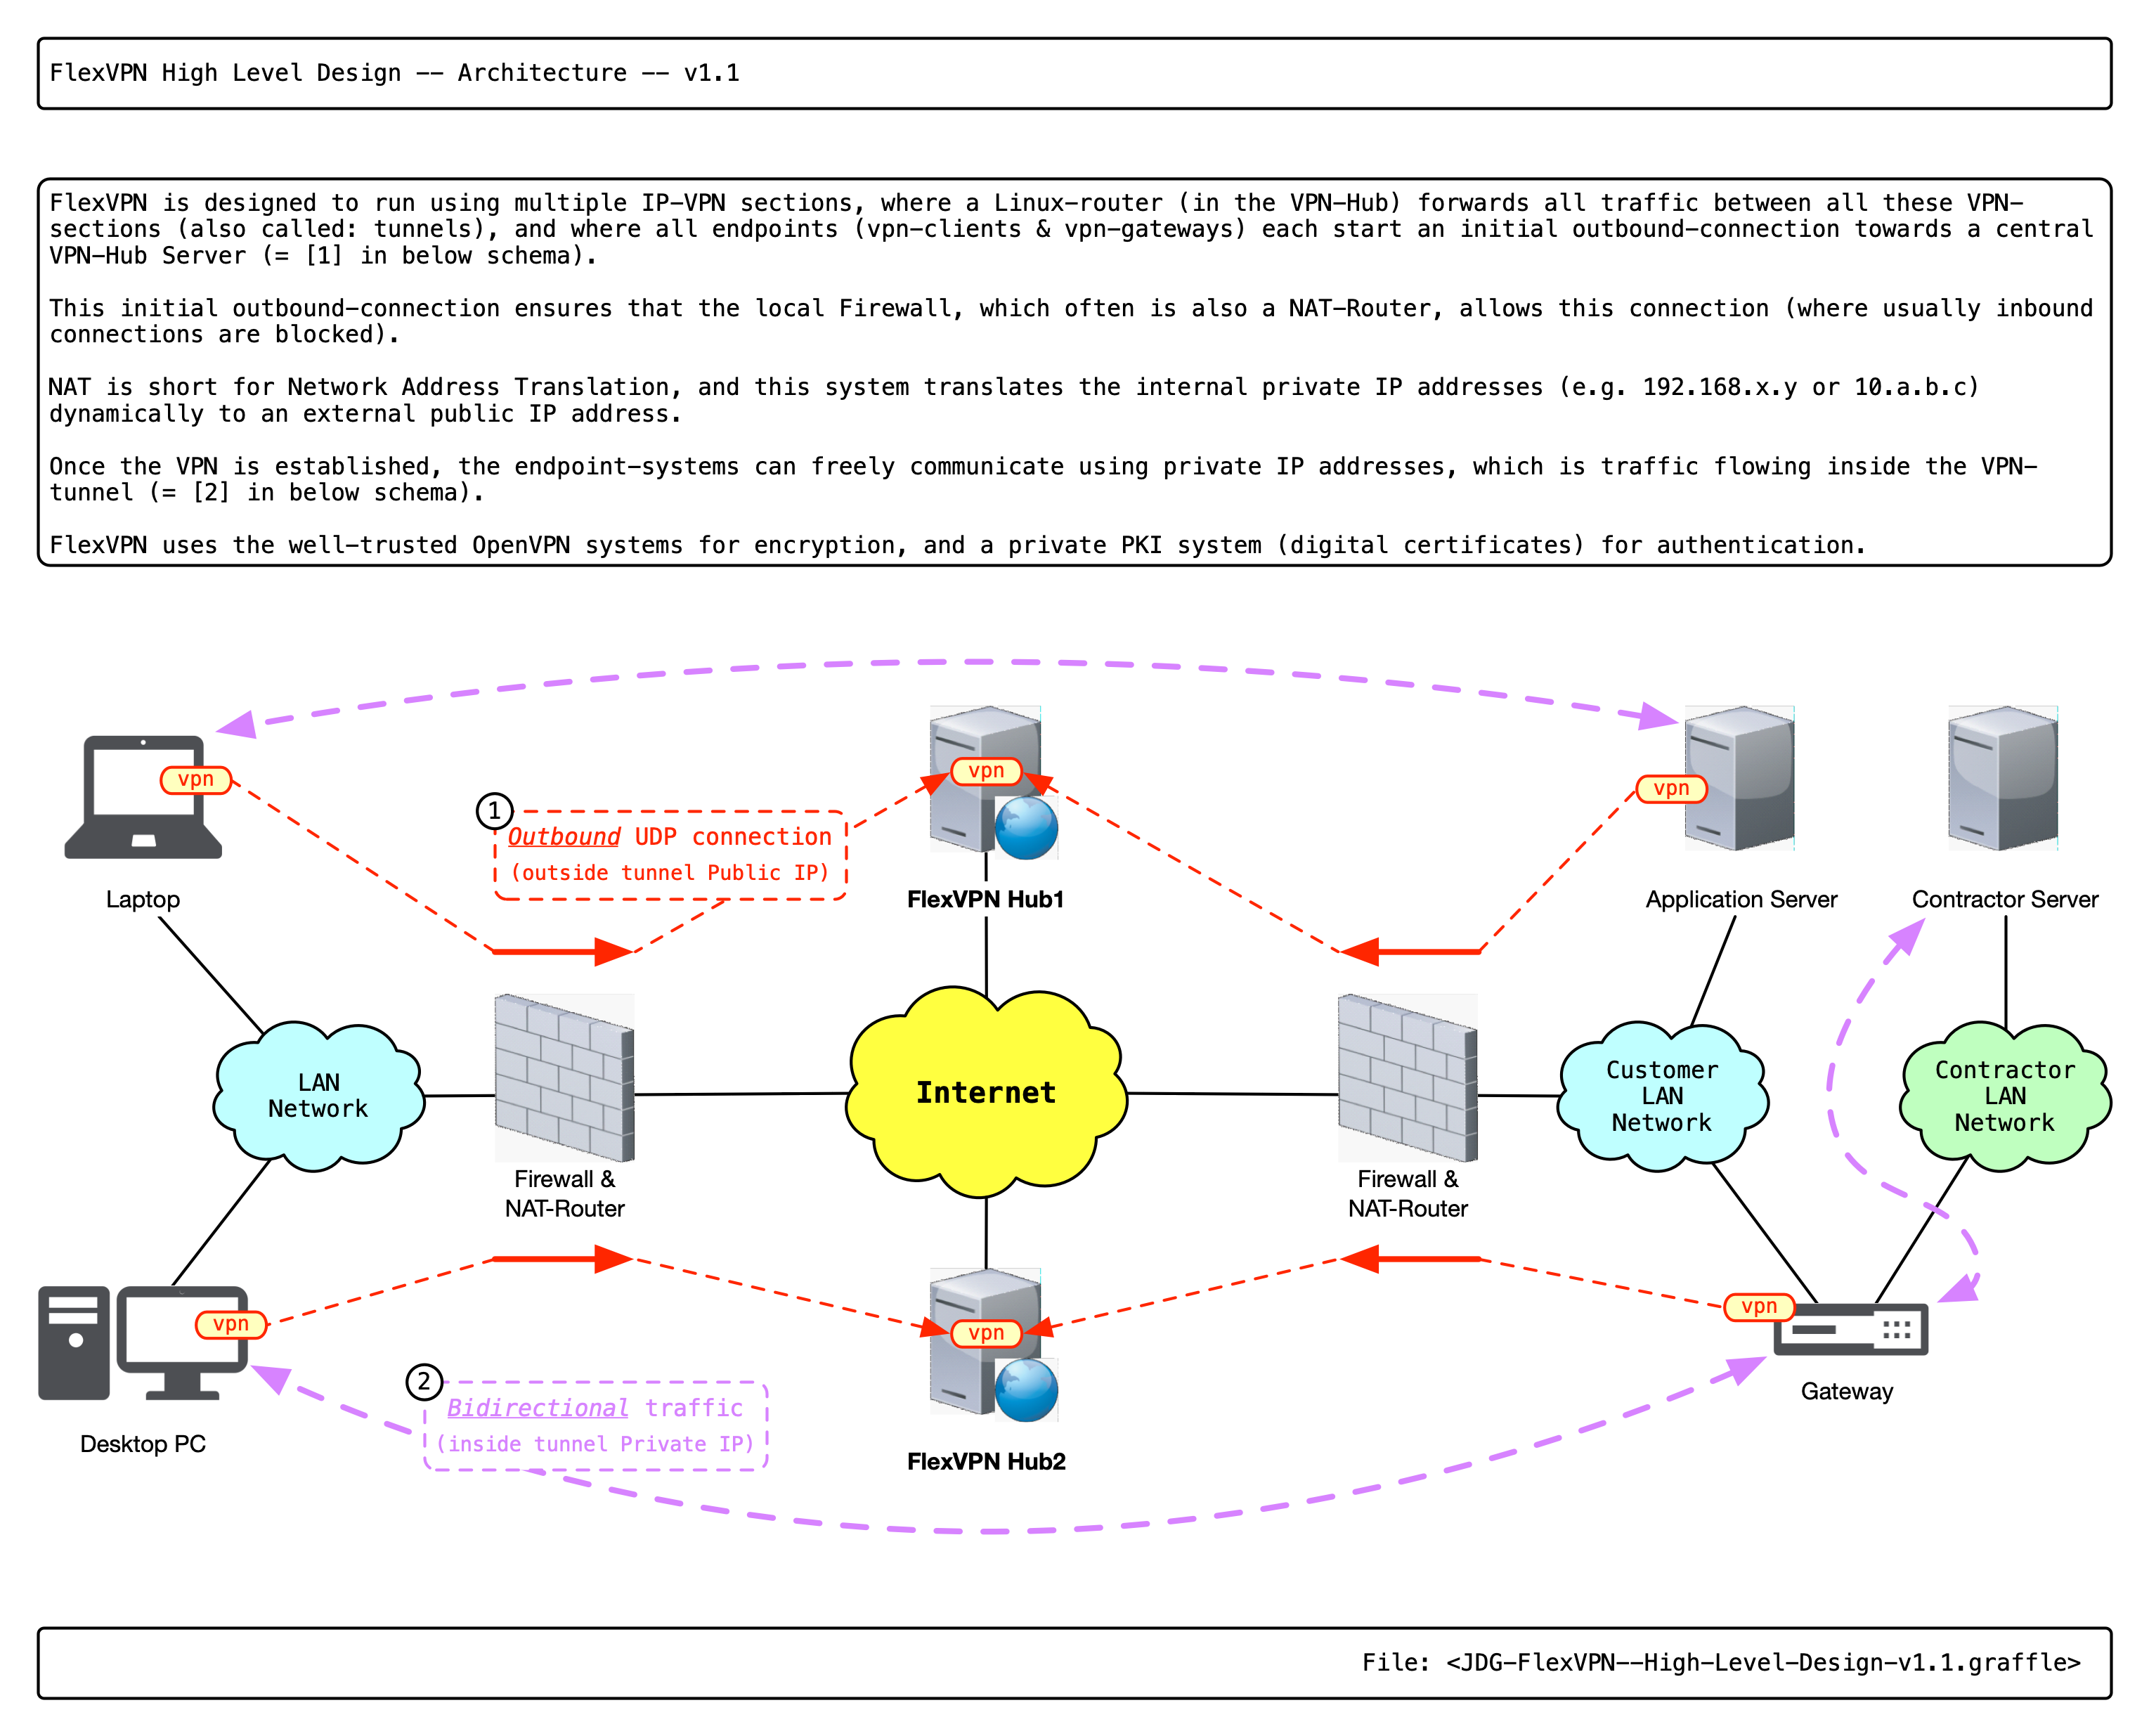 FlexVPN High Level Design -- Architecture -- v1.1
FlexVPN is designed to run using multiple IP-VPN sections, where a Linux-router (in the VPN-Hub) forwards all traffic between all these VPN-
sections (also called: tunnels), and where all endpoints (vpn-clients & vpn-gateways) each start an initial outbound-connection towards a central
VPN-Hub Server (= [1] in below schema).
This initial outbound-connection ensures that the local Firewall, which often is also a NAT-Router, allows this connection (where usually inbound
connections are blocked).
NAT is short for Network Address Translation, and this system translates the internal private IP addresses (e.g. 192.168.x.y or 10.a.b.c)
dynamically to an external public IP address.
Once the VPN is established, the endpoint-systems can freely communicate using private IP addresses, which is traffic flowing inside the VPN-
tunnel (= [2] in below schema).
FlexVPN uses the well-trusted OpenVPN systems for encryption, and a private PKI system (digital certificates) for authentication.
vpn
vpn
vpn
1
Outbound UDP connection
(outside tunnel Public IP)
Laptop
FlexVPN Hub1
Application Server
Contractor Server
LAN
Network
Internet
Customer
LAN
Network
Contractor
LAN
Network
Firewall &
NAT-Router
Firewall &
NAT-Router
vpn
vpn
vpn
2
Bidirectional traffic
(inside tunnel Private IP)
Desktop PC
FlexVPN Hub2
Gateway
File: <JDG-FlexVPN--High-Level-Design-v1.1.graffle>